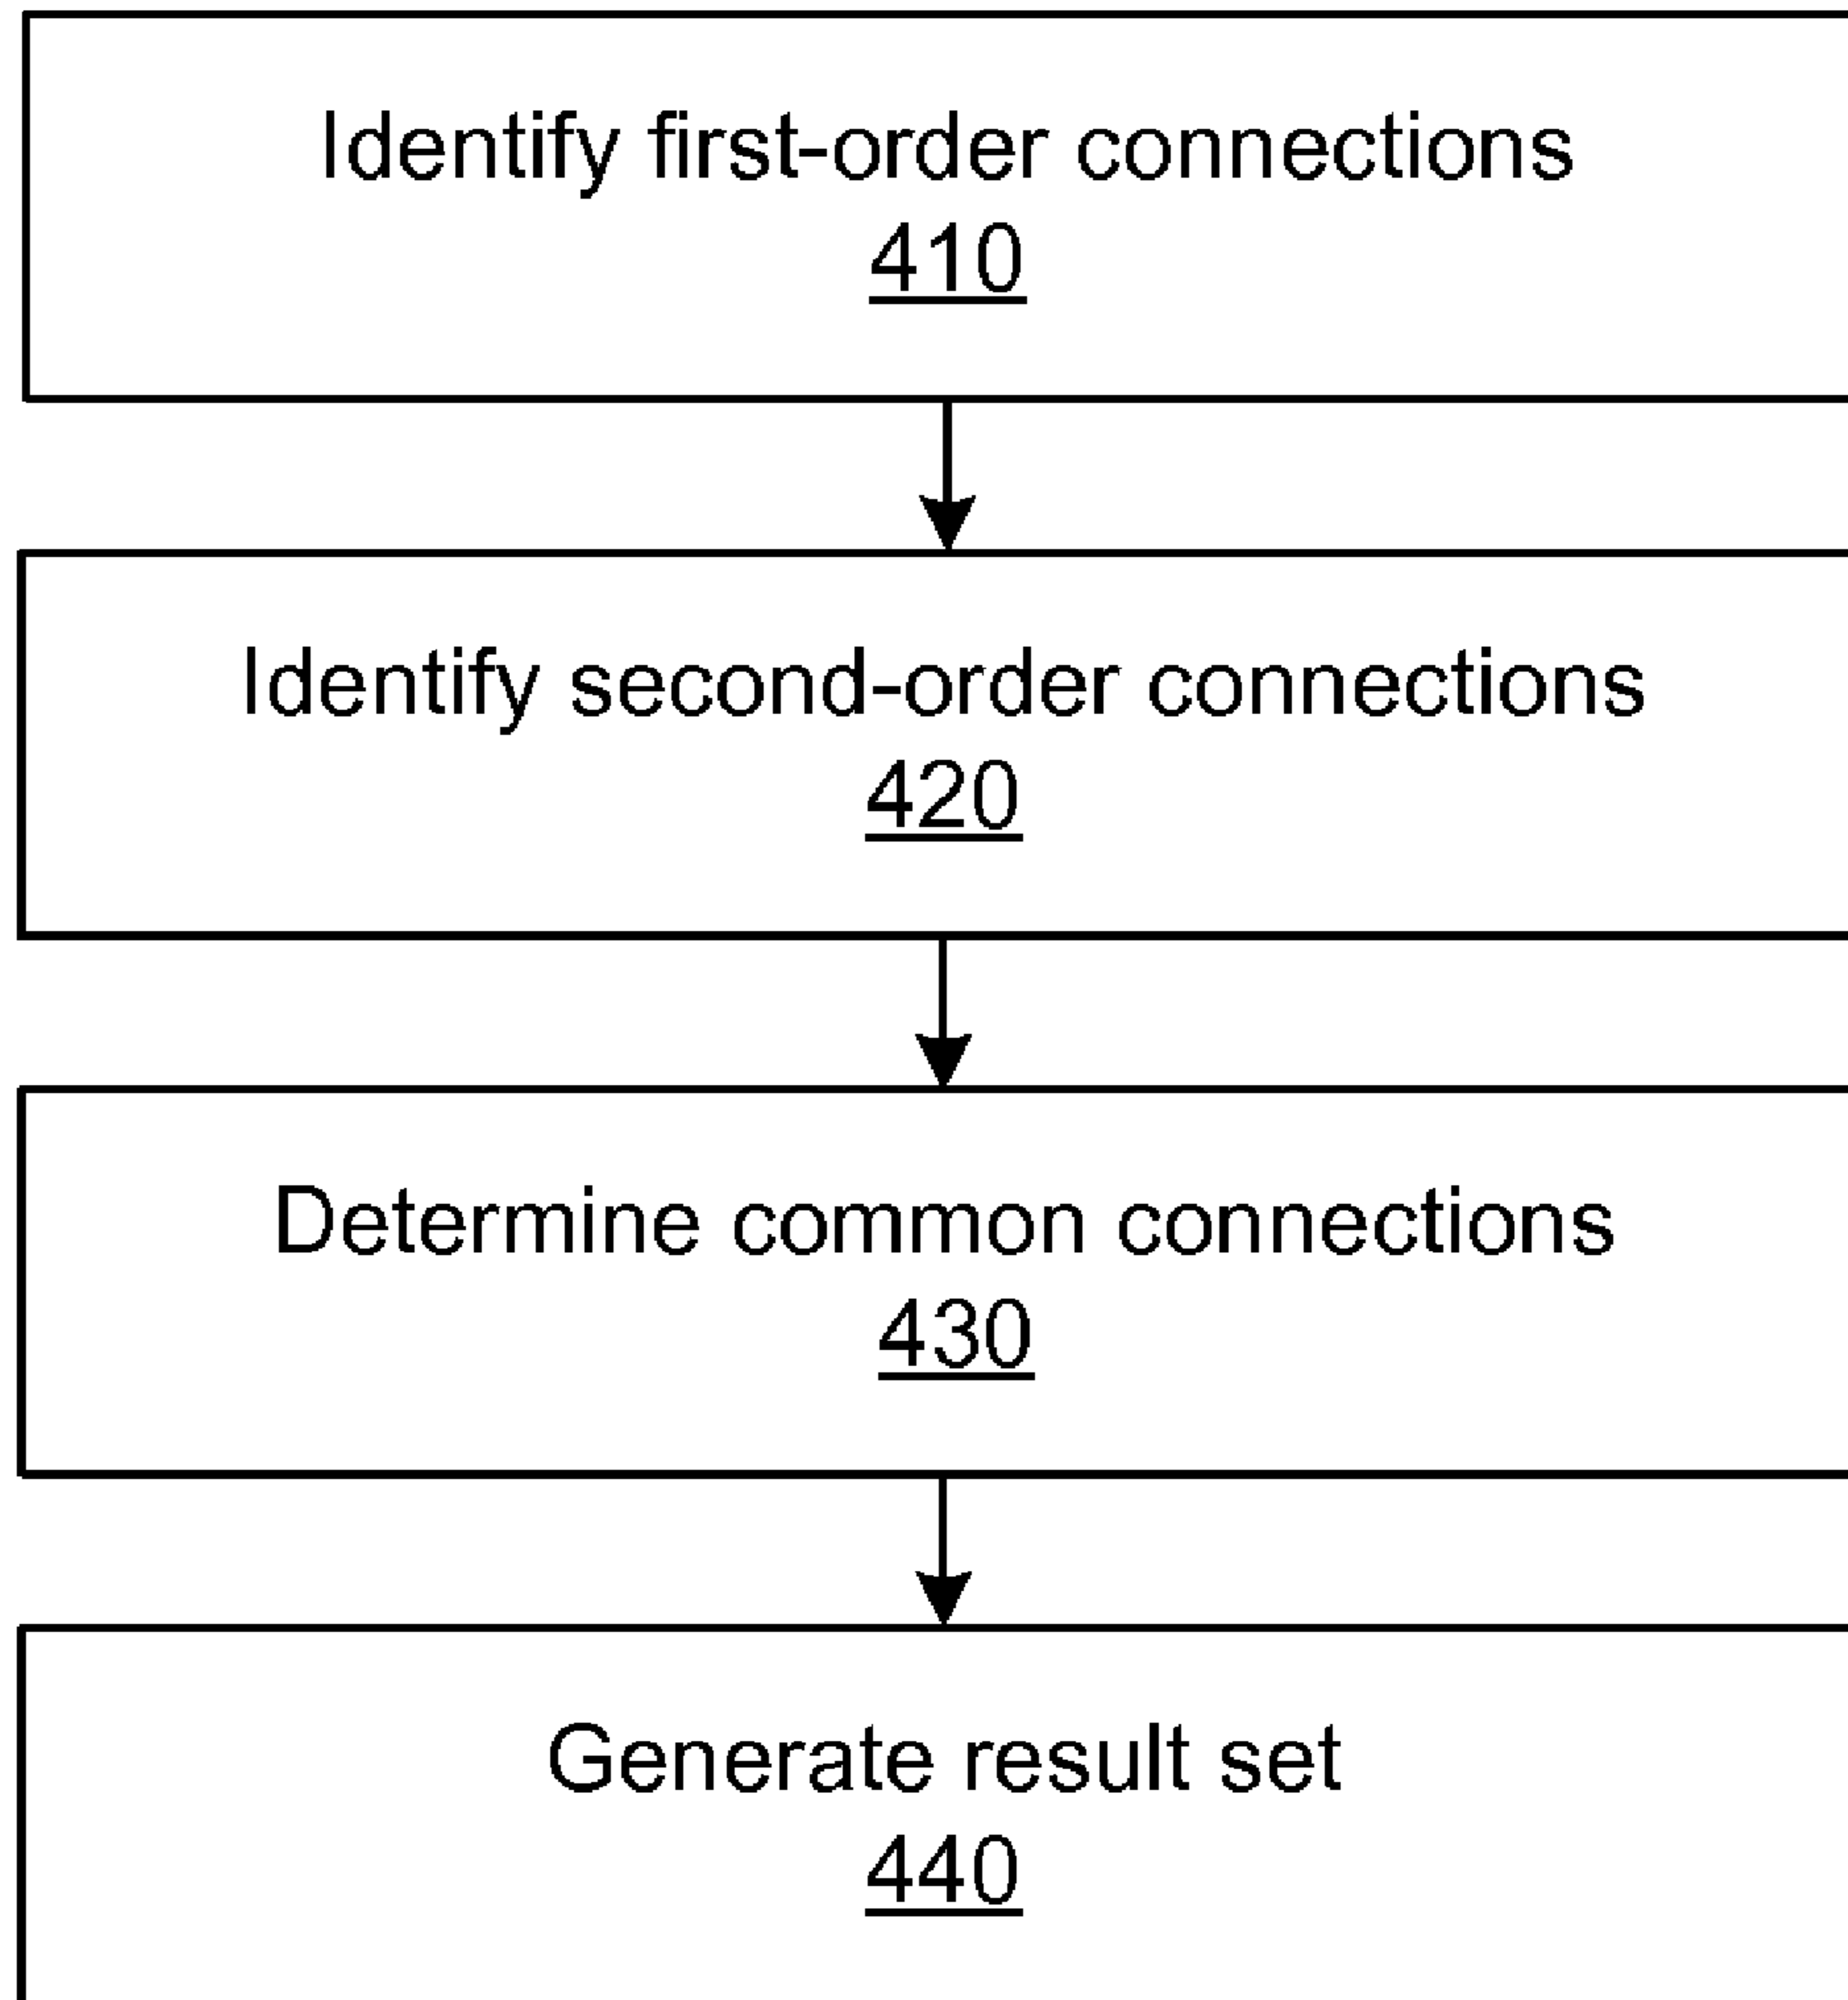 Identify first-order connections
410
Identify second-order connections
420
Determine common connections
430
Generate result set
440